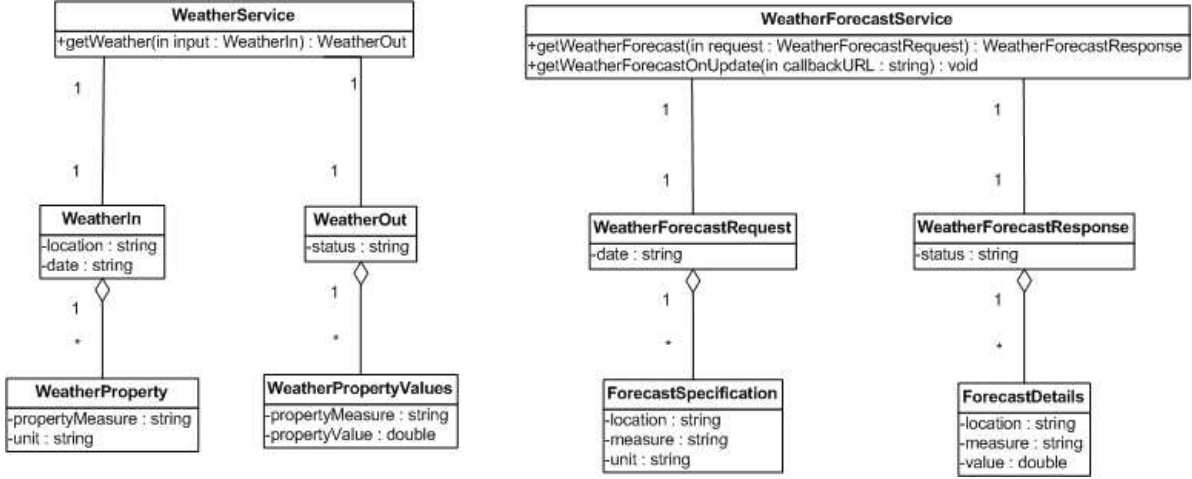 WeatherService
+getWeather(in input : WeatherIn) : WeatherOut
1
1
1
1
WeatherIn
-location : string
-date : string
WeatherOut
-status : string
1
*
1
*
WeatherProperty
-propertyMeasure : string
-unit : string
WeatherPropertyValues
-propertyMeasure : string
-propertyValue : double
WeatherForecastService
+getWeatherForecast(in request : WeatherForecastRequest) : WeatherForecastResponse
+getWeatherForecastOnUpdate(in callbackURL : string) : void
1
1
1
1
WeatherForecastRequest
-date : string
WeatherForecastResponse
-status : string
1
*
1
*
ForecastSpecification
-location : string
-measure : string
-unit : string
ForecastDetails
-location : string
-measure : string
-value : double